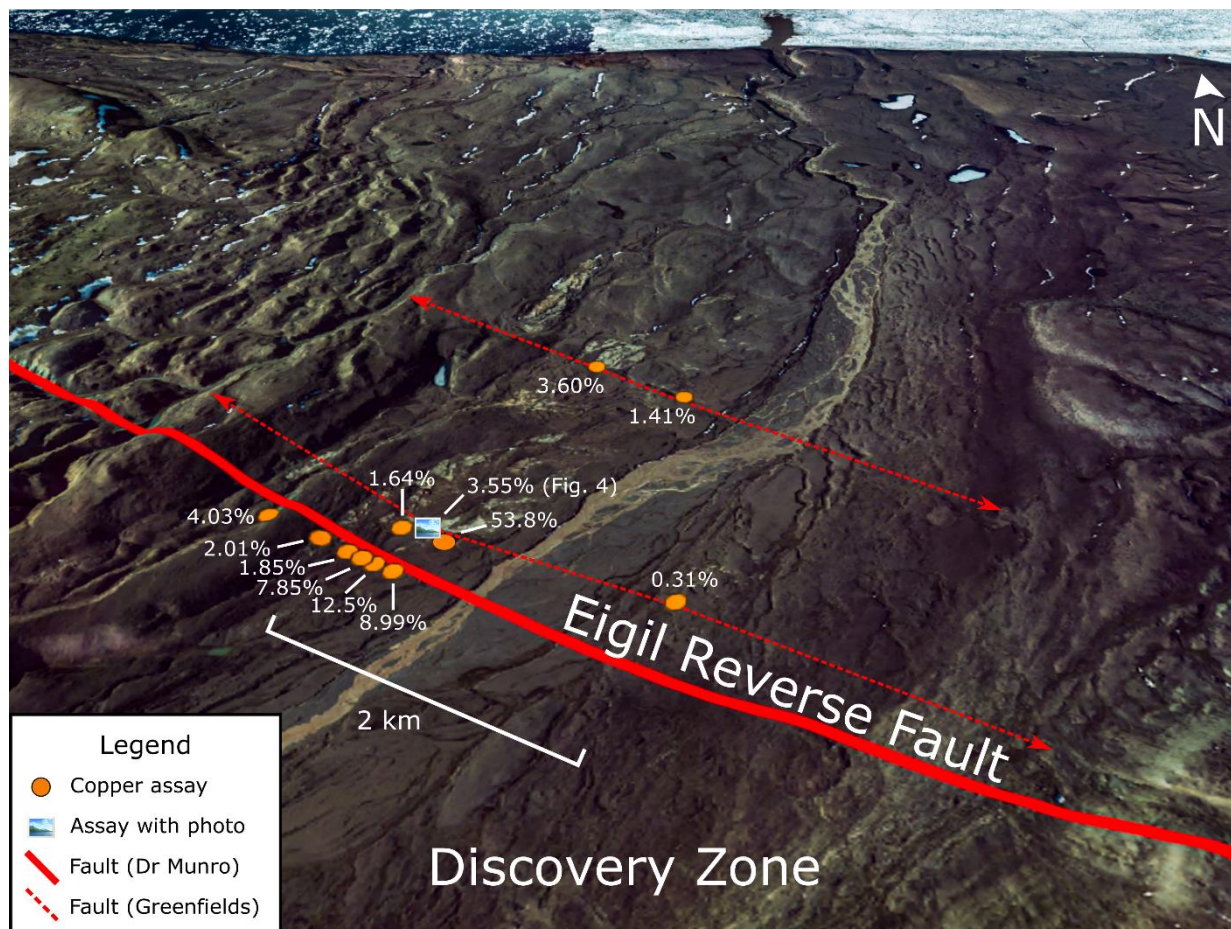 N
3.60%
1.41%
1.64%
3.55% (Fig. 4)
53.8%
4.03%
2.01%
1.85%
7.85%
12.5%
8.99%
0.31%
Eigil Reverse Fault
2 km
Discovery Zone
Legend
Copper assay
Assay with photo
Fault (Dr Munro)
Fault (Greenfields)